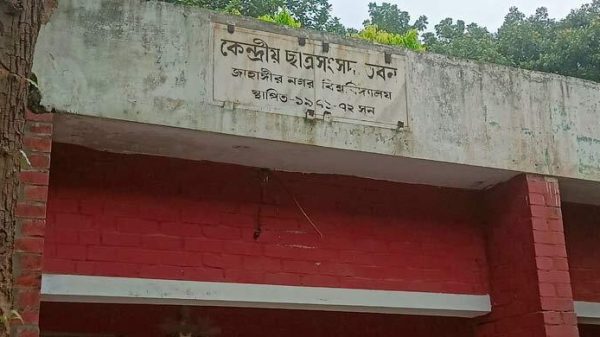 কেন্দ্রীয় ছাত্রসংসদ ভবন
জাহাঙ্গীর নগর বিশ্ববিদ্যালয়
স্থাপিত-১৯৭১-৭২ সন